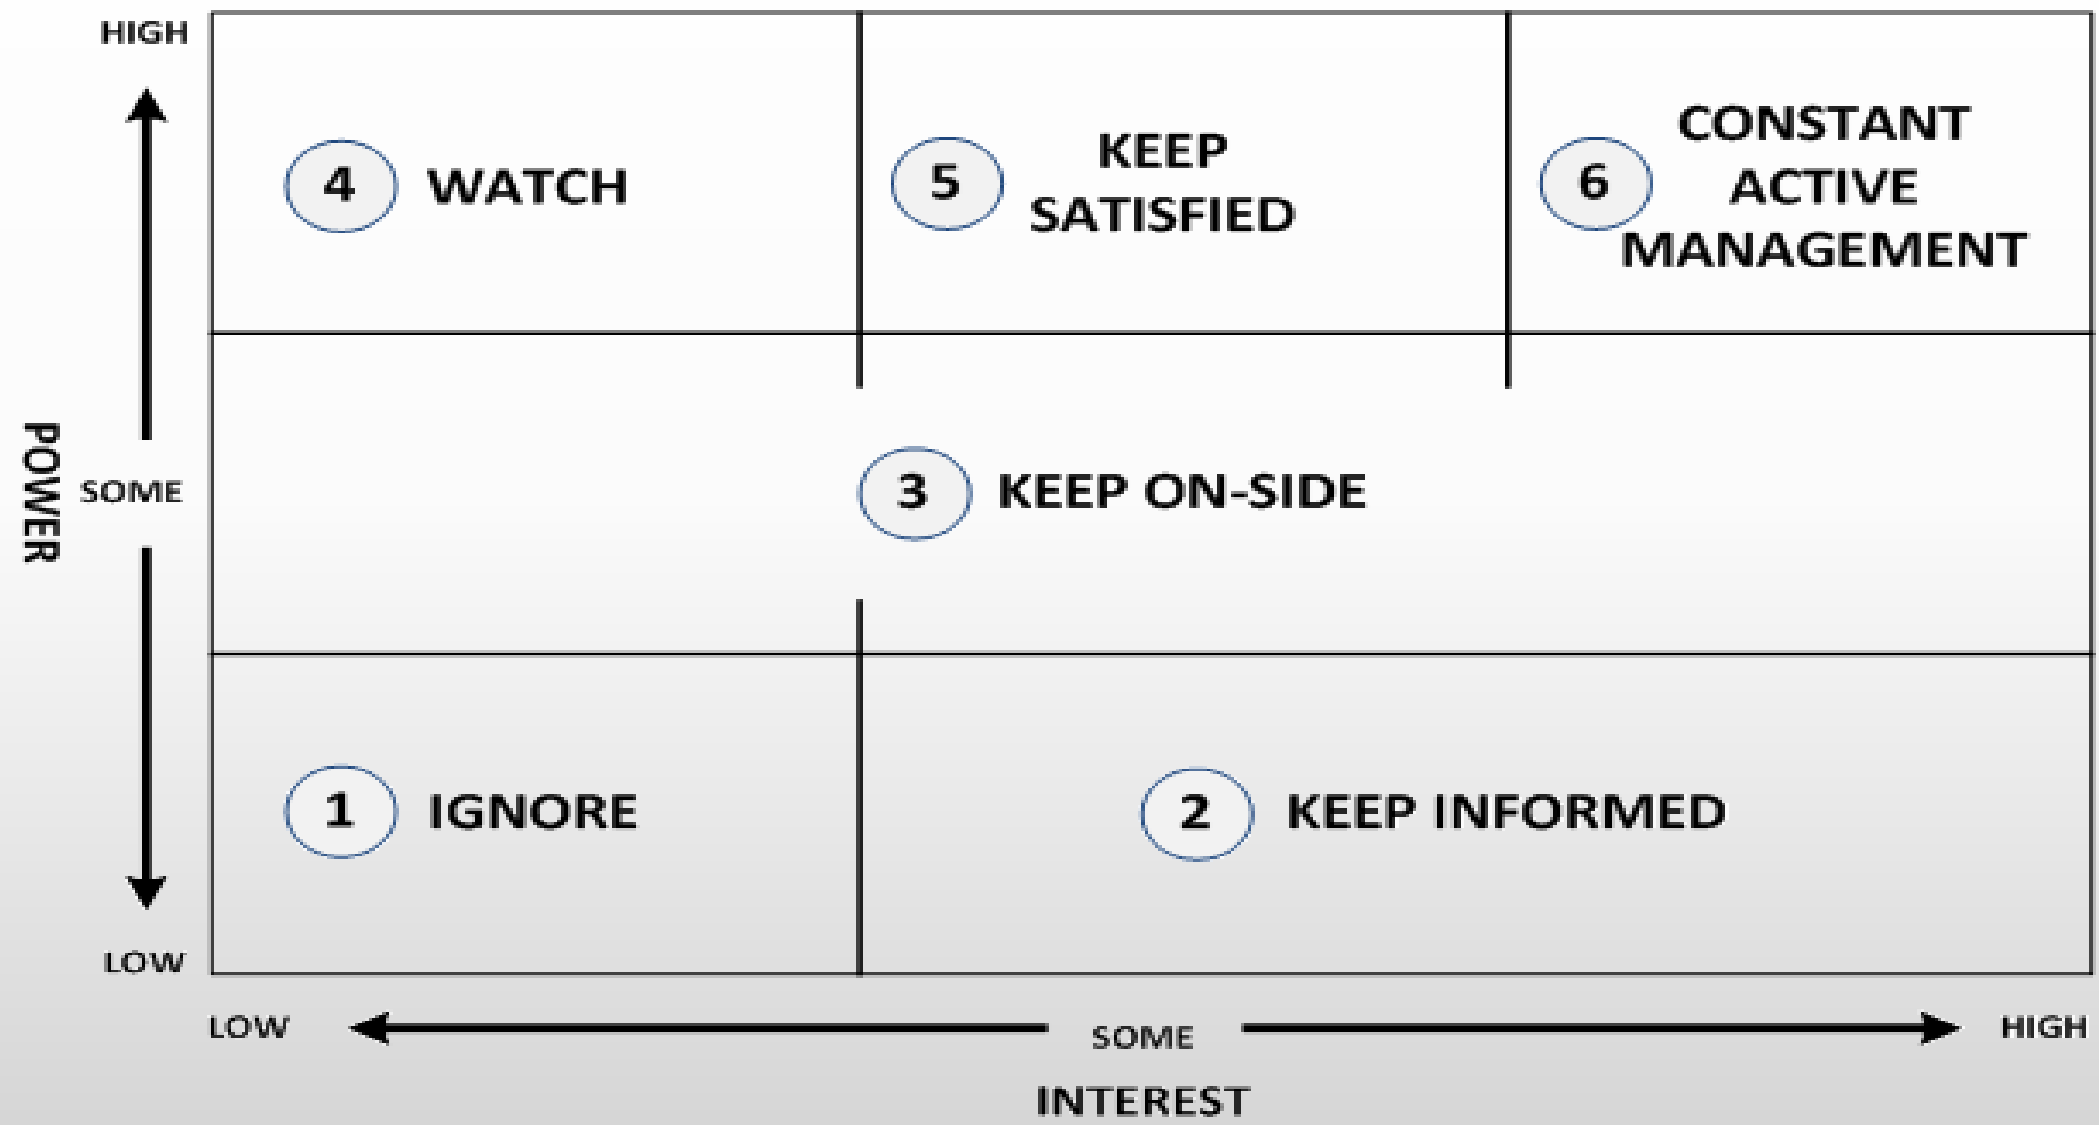 HIGH
4 WATCH
5 KEEP
SATISFIED
6 CONSTANT
ACTIVE
MANAGEMENT
POWER
SOME
3 KEEP ON-SIDE
1 IGNORE
2 KEEP INFORMED
LOW
LOW
SOME
HIGH
INTEREST